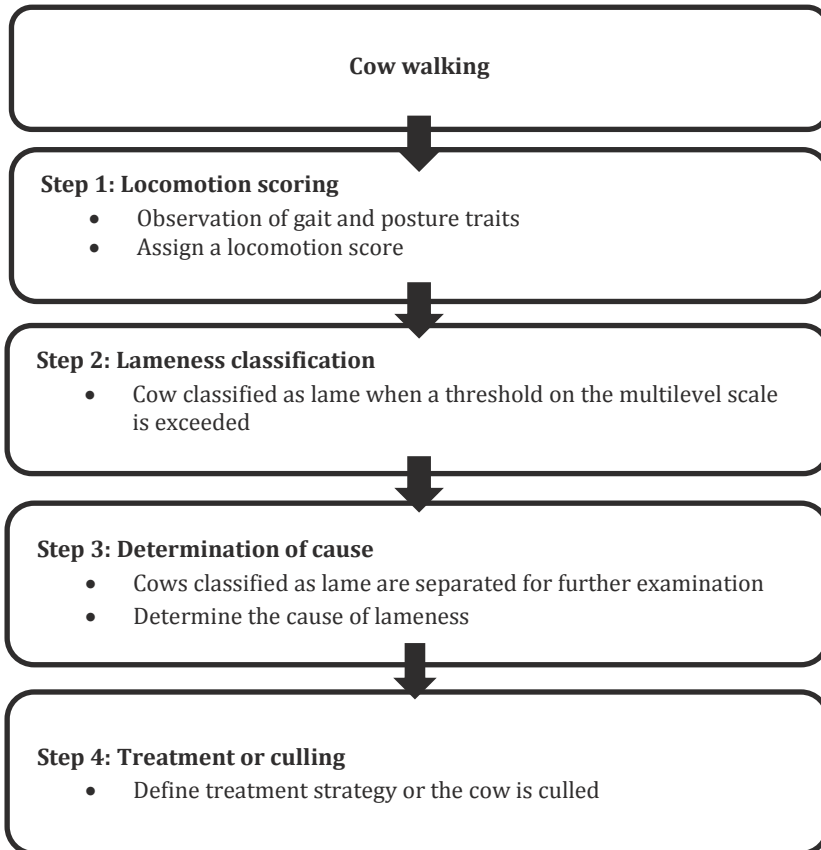 Cow walking
Step 1: Locomotion scoring
• Observation of gait and posture traits
• Assign a locomotion score
Step 2: Lameness classification
• Cow classified as lame when a threshold on the multilevel scale
is exceeded
Step 3: Determination of cause
• Cows classified as lame are separated for further examination
• Determine the cause of lameness
Step 4: Treatment or culling
• Define treatment strategy or the cow is culled